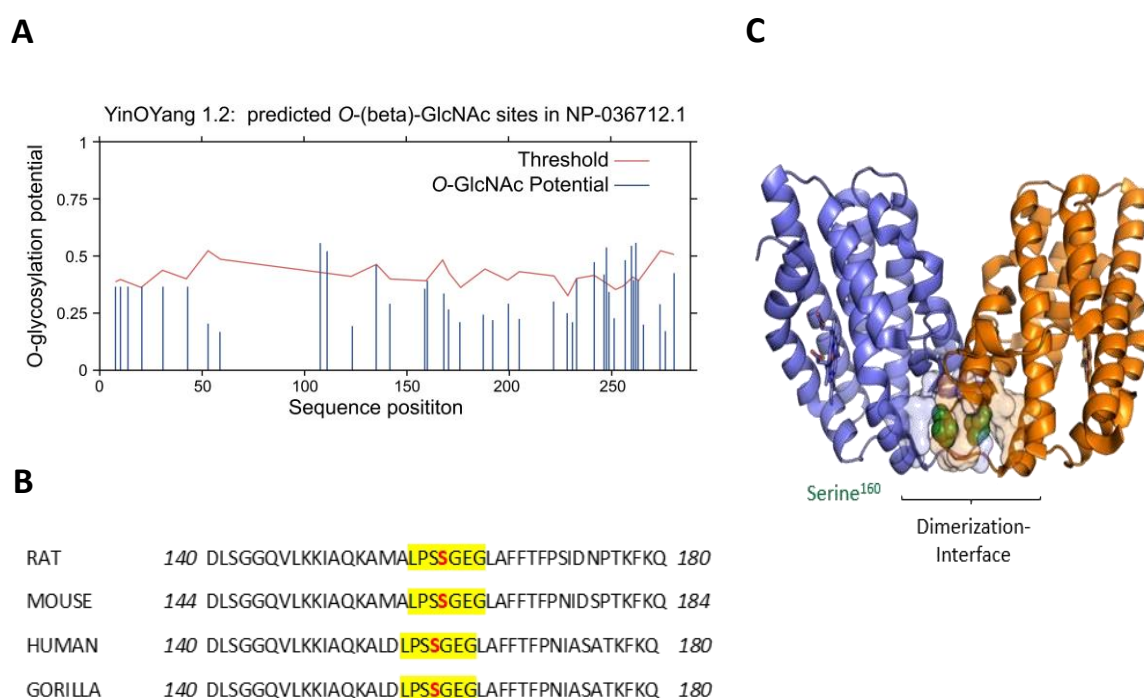 A
C
YinOYang 1.2: predicted O-(beta)-GlcNAc sites in NP-036712.1
O-glycosylation potential
1
0.75
0.5
0.25
0
Threshold
O-GlcNAc Potential
0 50 100 150 200 250
Sequence posititon
Serine160
Dimerization-
Interface
B
RAT 140 DLSGGQVLKKIAQKAMALPSSGEGLAFFTFPSIDNPTKFKQ 180
MOUSE 144 DLSGGQVLKKIAQKAMALPSSGEGLAFFTFPNIDSPTKFKQ 184
HUMAN 140 DLSGGQVLKKIAQKALDLPSSGEGLAFFTFPNIASATKFKQ 180
GORILLA 140 DLSGGQVLKKIAQKALDLPSSGEGLAFFTFPNIASATKFKQ 180